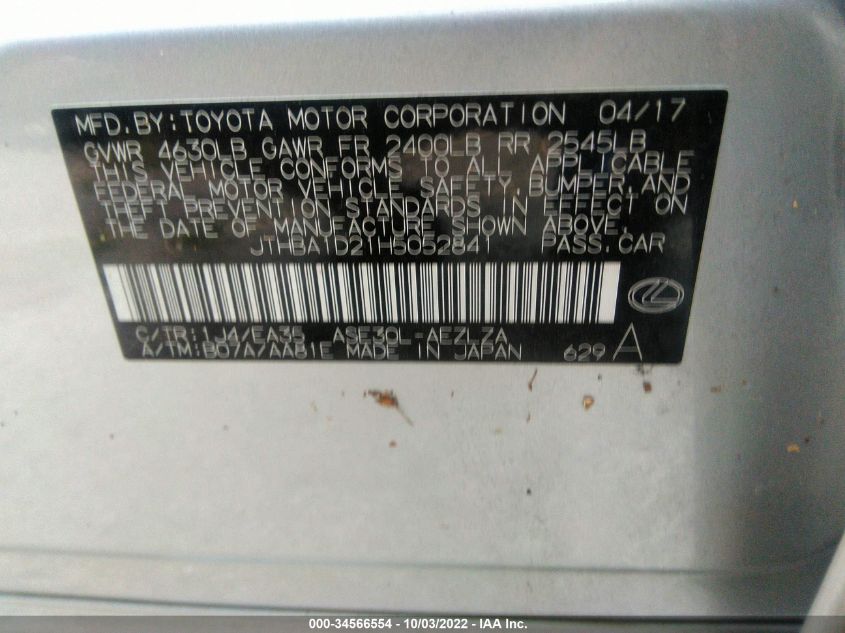 MFD. BY: TOYOTA MOTOR CORPORATION 04/17
GVWR 4630LB GAWR FR 2400LB RR 2545LB
THIS VEHICLE CONFORMS TO ALL APPLICABLE
FEDERAL MOTOR VEHICLE SAFETY, BUMPER, AND
THEFT PREVENTION STANDARDS IN EFFECT ON
THE DATE OF MANUFACTURE SHOWN ABOVE.
JTHBA1D21H5052841 PASS. CAR
C/TR: 1J4/EA35 ASE30L-AEZLZA
A/TM: B07A/AA81E MADE IN JAPAN 629 A
000-34566554 - 10/03/2022 - IAA Inc.